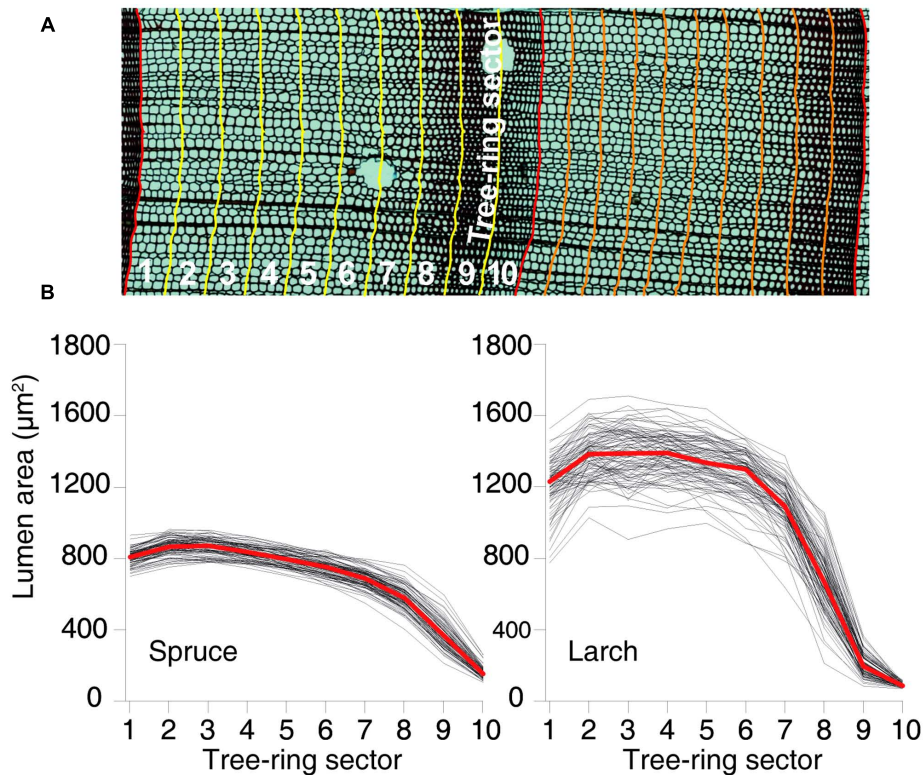 A
Tree-ring sector
1 2 3 4 5 6 7 8 9 10
B
Lumen area (µm²)
1800
1600
1200
800
400
0
Spruce
1 2 3 4 5 6 7 8 9 10
Tree-ring sector
1800
1600
1200
800
400
0
Larch
1 2 3 4 5 6 7 8 9 10
Tree-ring sector